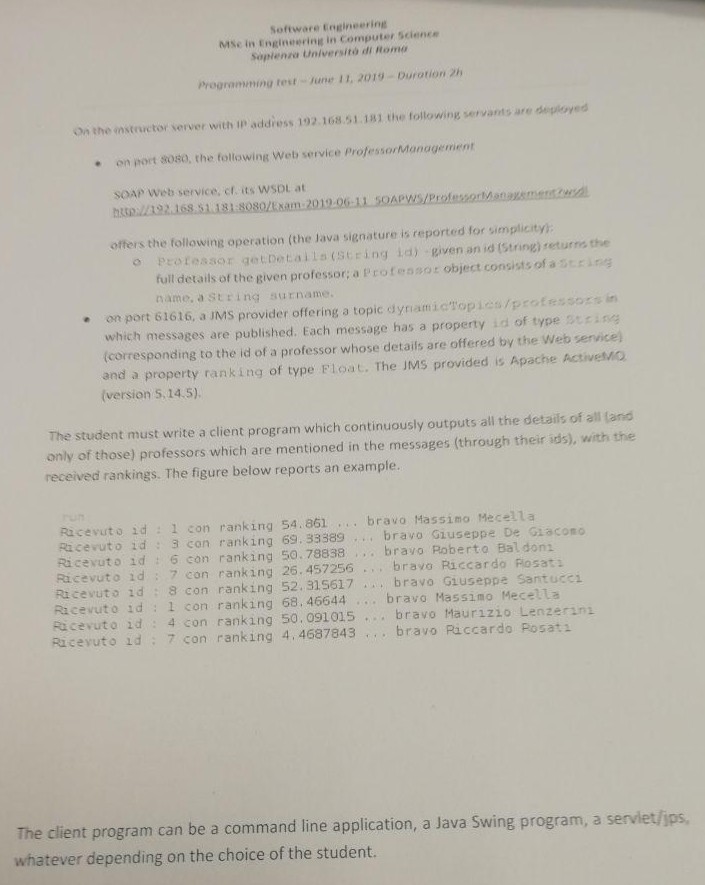 Software Engineering
MSc in Engineering in Computer Science
Sapienza Università di Roma
Programming test – June 11, 2019 – Duration 2h
On the instructor server with IP address 192.168.51.181 the following servants are deployed
• on port 8080, the following Web service ProfessorManagement
SOAP Web service, cf. its WSDL at
http://192.168.51.181:8080/Exam-2019-06-11_SOAPWS/ProfessorManagement?wsdl
offers the following operation (the Java signature is reported for simplicity):
o Professor getDetails(String id) - given an id (String) returns the
full details of the given professor; a Professor object consists of a String
name, a String surname.
• on port 61616, a JMS provider offering a topic dynamicTopics/professors in
which messages are published. Each message has a property id of type String
(corresponding to the id of a professor whose details are offered by the Web service)
and a property ranking of type Float. The JMS provided is Apache ActiveMQ
(version 5.14.5).
The student must write a client program which continuously outputs all the details of all (and
only of those) professors which are mentioned in the messages (through their ids), with the
received rankings. The figure below reports an example.
run:
Ricevuto id : 1 con ranking 54.861 ... bravo Massimo Mecella
Ricevuto id : 3 con ranking 69.33389 ... bravo Giuseppe De Giacomo
Ricevuto id : 6 con ranking 50.78838 ... bravo Roberto Baldoni
Ricevuto id : 7 con ranking 26.457256 ... bravo Riccardo Rosati
Ricevuto id : 8 con ranking 52.315617 ... bravo Giuseppe Santucci
Ricevuto id : 1 con ranking 68.46644 ... bravo Massimo Mecella
Ricevuto id : 4 con ranking 50.091015 ... bravo Maurizio Lenzerini
Ricevuto id : 7 con ranking 4.4687843 ... bravo Riccardo Rosati
The client program can be a command line application, a Java Swing program, a servlet/jps,
whatever depending on the choice of the student.